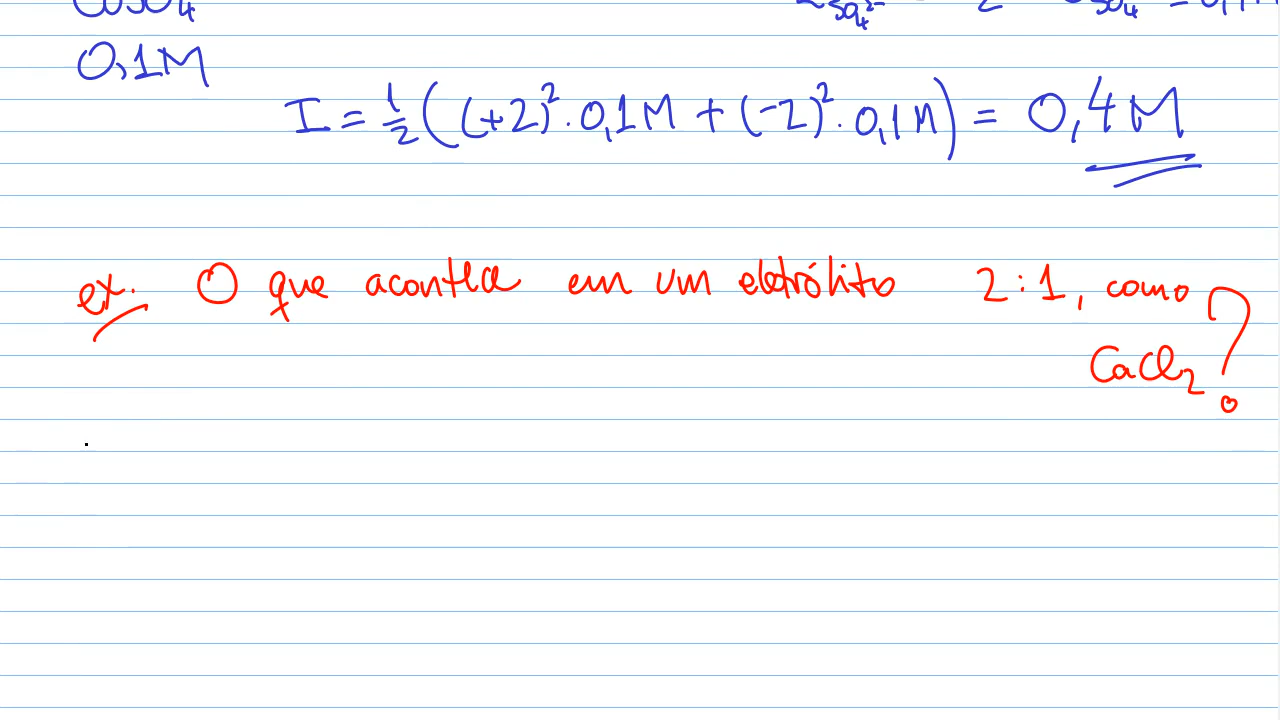 0,1M
I = 1/2 ((+2)² · 0,1M + (-2)² · 0,1M) = 0,4M
ex. O que acontece em um eletrólito 2:1, como
CaCl₂?